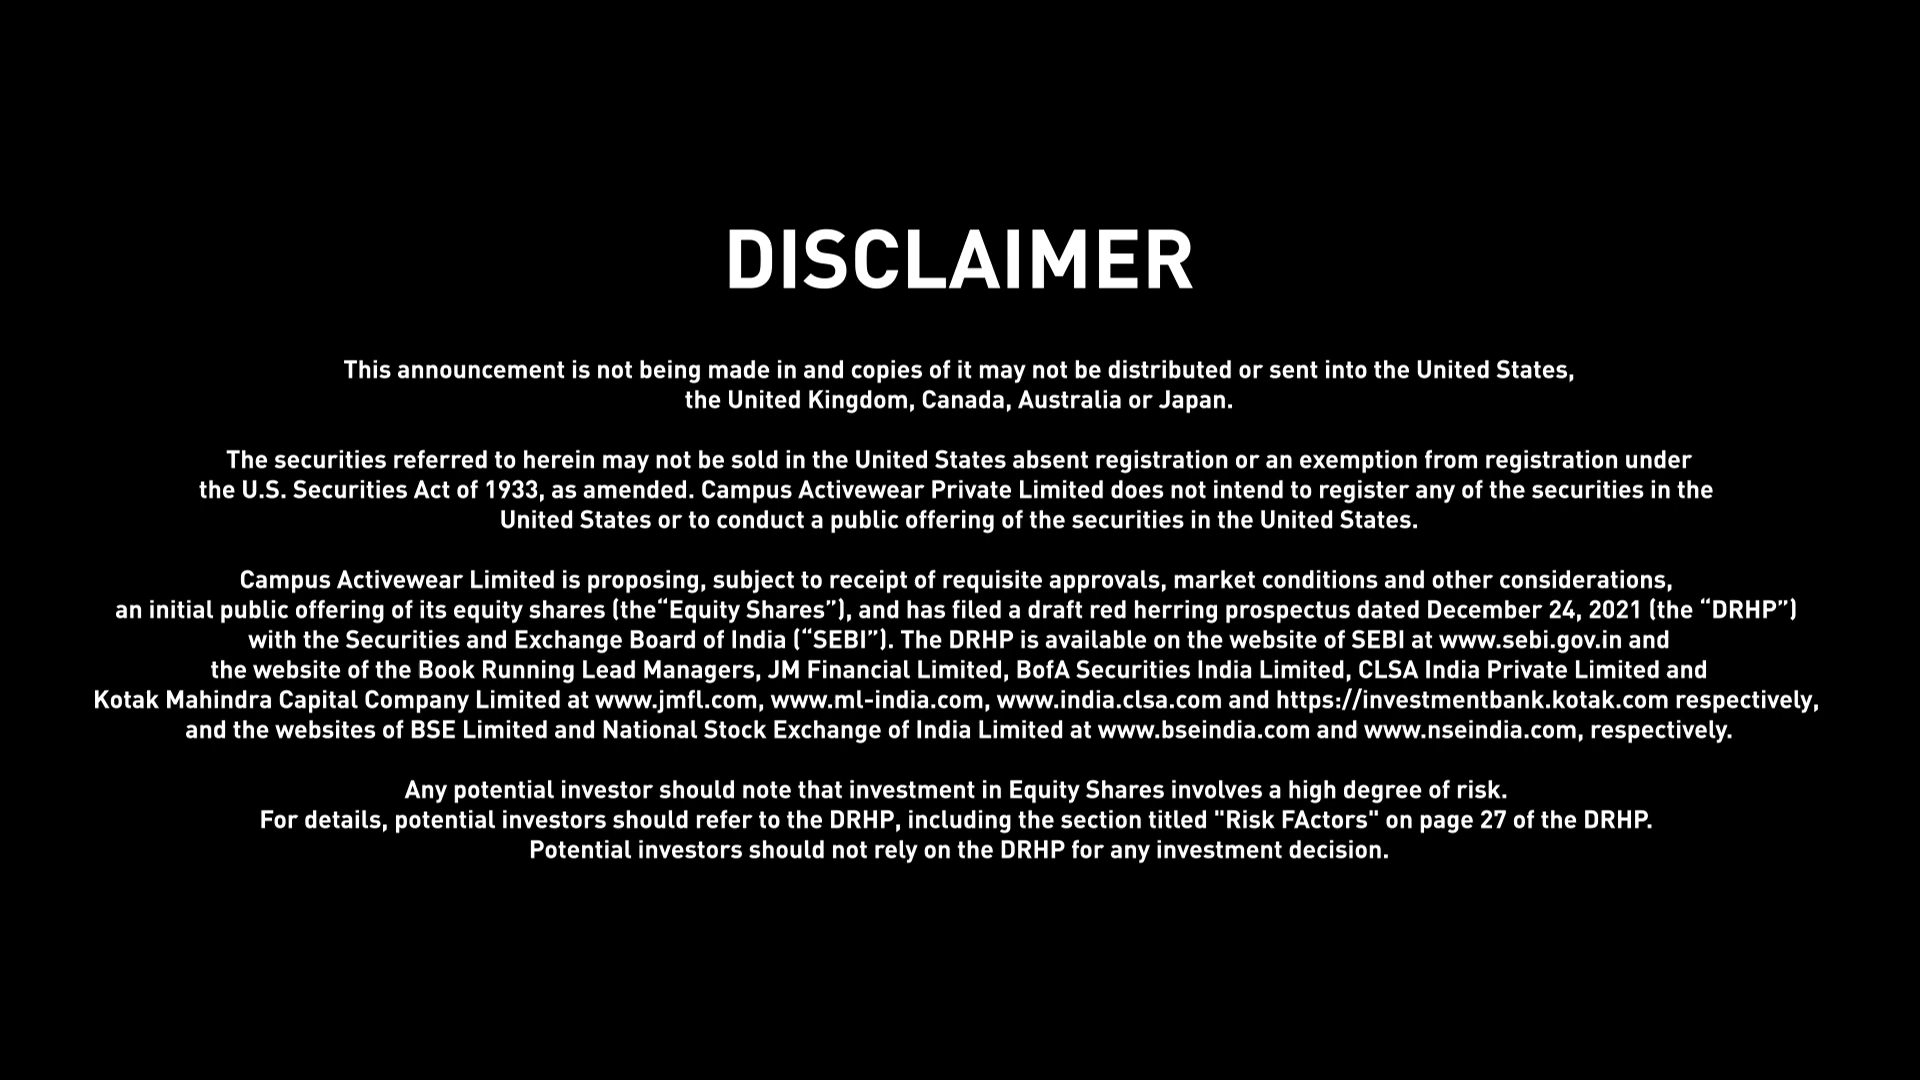 DISCLAIMER
This announcement is not being made in and copies of it may not be distributed or sent into the United States,
the United Kingdom, Canada, Australia or Japan.
The securities referred to herein may not be sold in the United States absent registration or an exemption from registration under
the U.S. Securities Act of 1933, as amended. Campus Activewear Private Limited does not intend to register any of the securities in the
United States or to conduct a public offering of the securities in the United States.
Campus Activewear Limited is proposing, subject to receipt of requisite approvals, market conditions and other considerations,
an initial public offering of its equity shares (the“Equity Shares”), and has filed a draft red herring prospectus dated December 24, 2021 (the “DRHP”)
with the Securities and Exchange Board of India (“SEBI”). The DRHP is available on the website of SEBI at www.sebi.gov.in and
the website of the Book Running Lead Managers, JM Financial Limited, BofA Securities India Limited, CLSA India Private Limited and
Kotak Mahindra Capital Company Limited at www.jmfl.com, www.ml-india.com, www.india.clsa.com and https://investmentbank.kotak.com respectively,
and the websites of BSE Limited and National Stock Exchange of India Limited at www.bseindia.com and www.nseindia.com, respectively.
Any potential investor should note that investment in Equity Shares involves a high degree of risk.
For details, potential investors should refer to the DRHP, including the section titled "Risk FActors" on page 27 of the DRHP.
Potential investors should not rely on the DRHP for any investment decision.